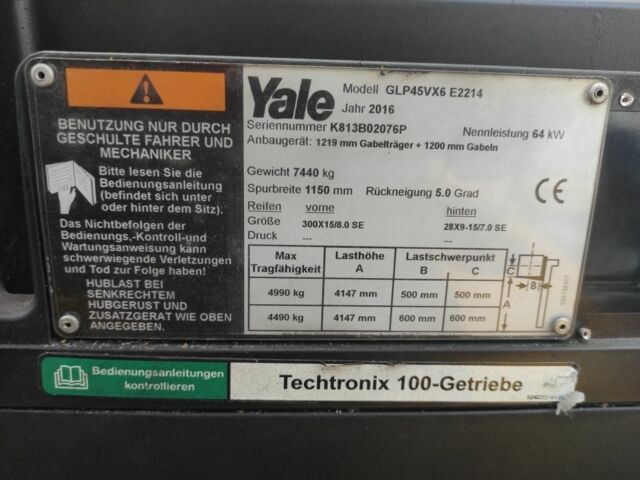 BENUTZUNG NUR DURCH
GESCHULTE FAHRER UND
MECHANIKER
Bitte lesen Sie die
Bedienungsanleitung
(befindet sich unter
oder hinter dem Sitz).
Das Nichtbefolgen der
Bedienungs,-Kontroll-und
Wartungsanweisung kann
schwerwiegende Verletzungen
und Tod zur Folge haben!
HUBLAST BEI
SENKRECHTEM
HUBGERUST UND
ZUSATZGERÄT WIE OBEN
ANGEGEBEN.
Yale
Modell GLP45VX6 E2214
Jahr 2016
Seriennummer K813B02076P
Nennleistung 64 kW
Anbaugerät: 1219 mm Gabelträger + 1200 mm Gabeln
Gewicht 7440 kg
Spurbreite 1150 mm Rückneigung 5.0 Grad
CE
Reifen vorne hinten
Größe 300X15/8.0 SE 28X9-15/7.0 SE
Druck --- ---
Max Tragfähigkeit Lasthöhe A Lastschwerpunkt B C
4990 kg 4147 mm 500 mm 500 mm
4490 kg 4147 mm 600 mm 600 mm
C
B
A
Bedienungsanleitungen
kontrollieren
Techtronix 100-Getriebe